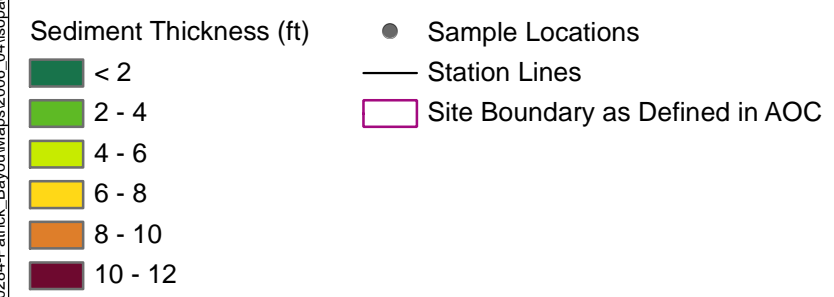 Sediment Thickness (ft)
< 2
2 - 4
4 - 6
6 - 8
8 - 10
10 - 12
Sample Locations
Station Lines
Site Boundary as Defined in AOC